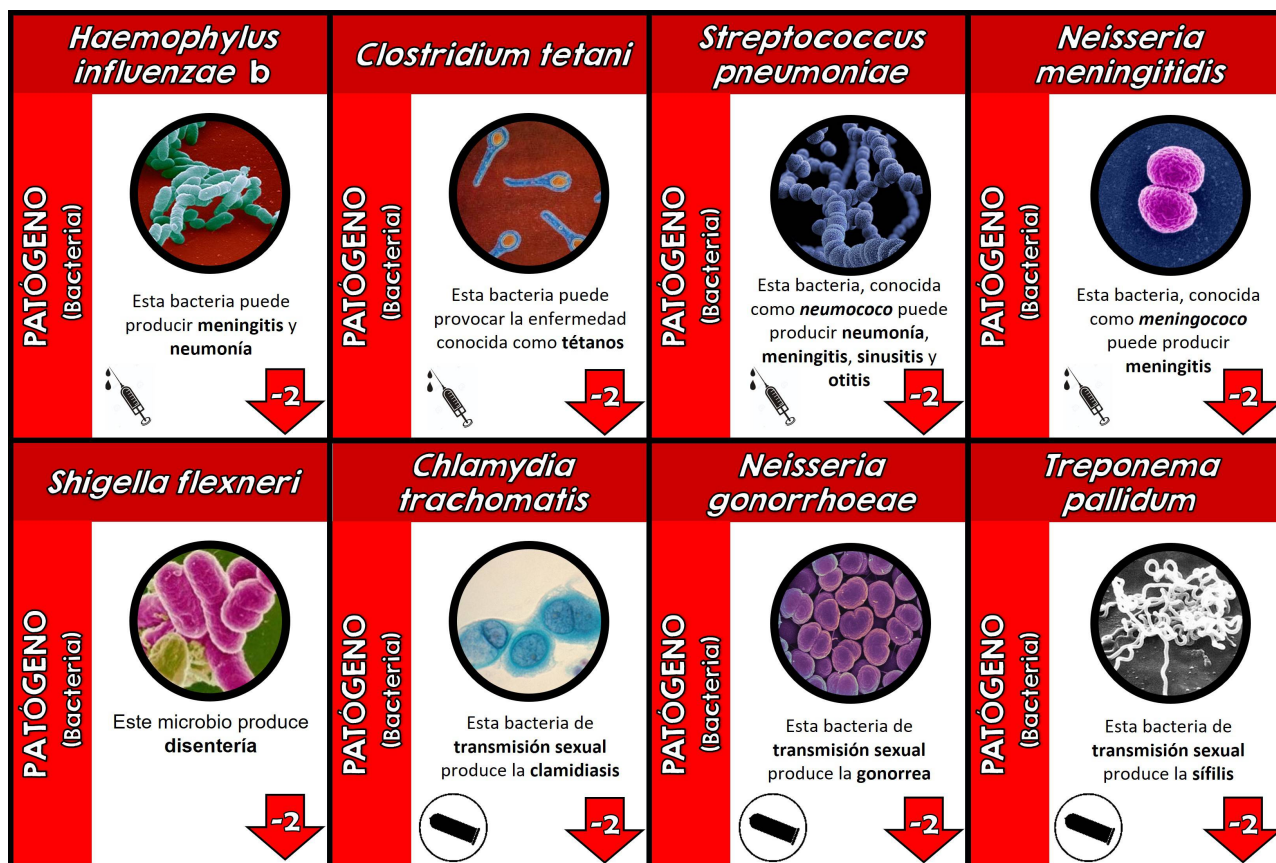 Haemophylus
influenzae b
PATÓGENO
(Bacteria)
Esta bacteria puede
producir meningitis y
neumonía
-2
Clostridium tetani
PATÓGENO
(Bacteria)
Esta bacteria puede
provocar la enfermedad
conocida como tétanos
-2
Streptococcus
pneumoniae
PATÓGENO
(Bacteria)
Esta bacteria, conocida
como neumococo puede
producir neumonía,
meningitis, sinusitis y
otitis
-2
Neisseria
meningitidis
PATÓGENO
(Bacteria)
Esta bacteria, conocida
como meningococo
puede producir
meningitis
-2
Shigella flexneri
PATÓGENO
(Bacteria)
Este microbio produce
disentería
-2
Chlamydia
trachomatis
PATÓGENO
(Bacteria)
Esta bacteria de
transmisión sexual
produce la clamidiasis
-2
Neisseria
gonorrhoeae
PATÓGENO
(Bacteria)
Esta bacteria de
transmisión sexual
produce la gonorrea
-2
Treponema
pallidum
PATÓGENO
(Bacteria)
Esta bacteria de
transmisión sexual
produce la sífilis
-2